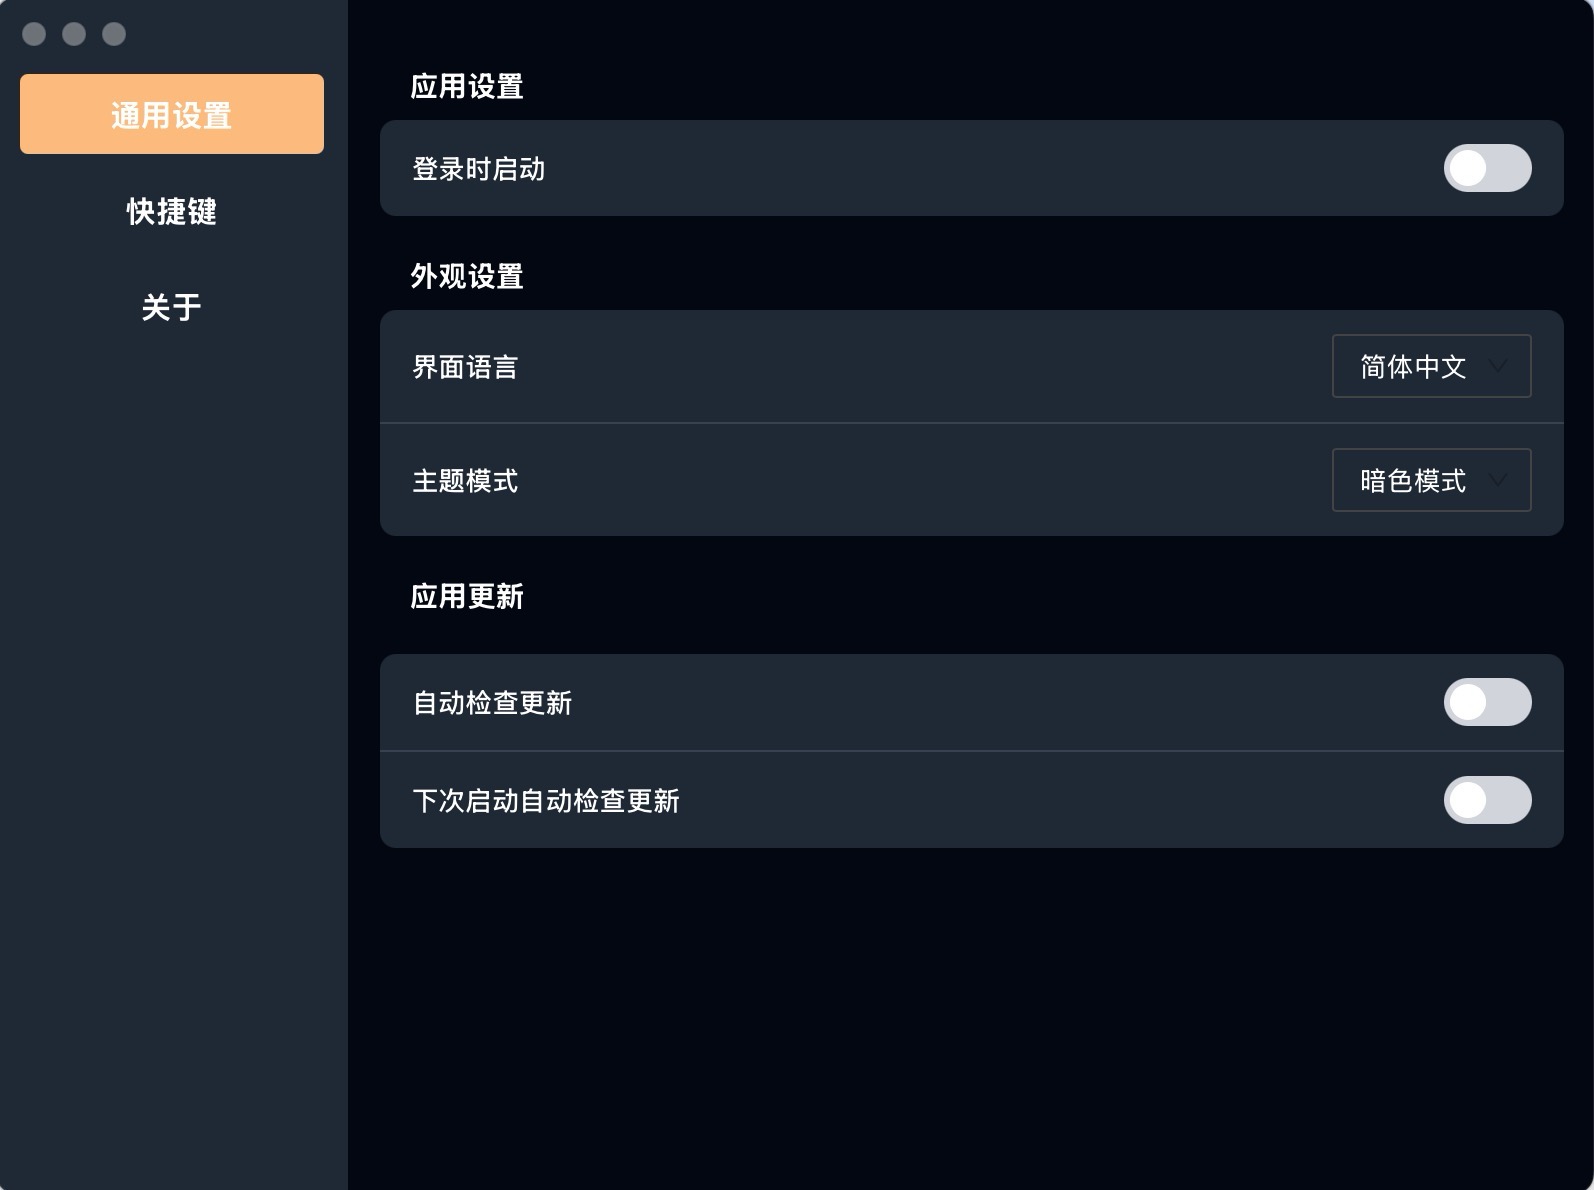 通用设置
快捷键
关于
应用设置
登录时启动
外观设置
界面语言
简体中文
主题模式
暗色模式
应用更新
自动检查更新
下次启动自动检查更新